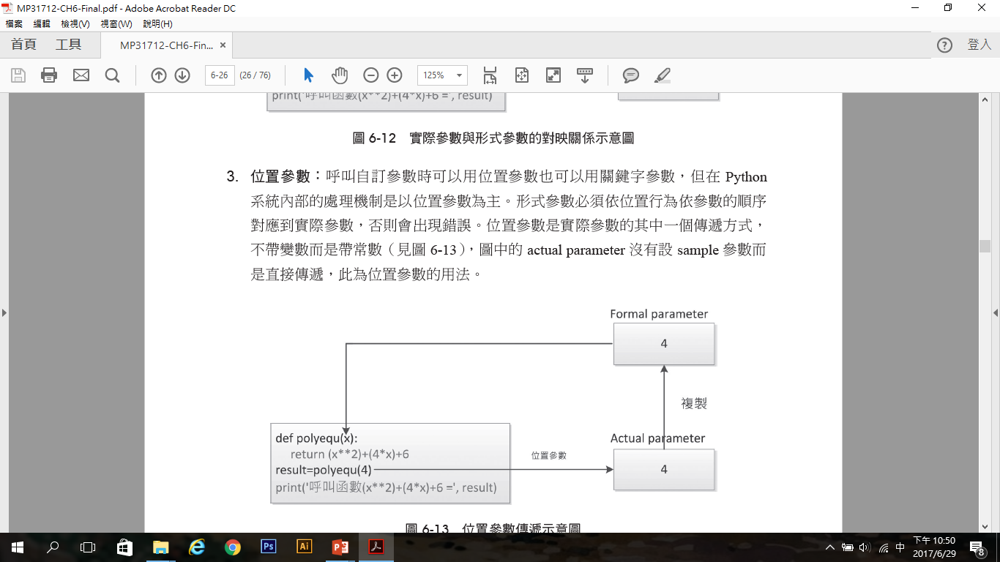 MP31712-CH6-Final.pdf - Adobe Acrobat Reader DC
檔案 編輯 檢視(V) 視窗(W) 說明(H)
首頁 工具 MP31712-CH6-Fin... × ? 登入
6-26 (26 / 76) 125%
print('呼叫函數(x**2)+(4*x)+6 =', result)
圖 6-12 實際參數與形式參數的對映關係示意圖
3. 位置參數：呼叫自訂參數時可以用位置參數也可以用關鍵字參數，但在 Python
系統內部的處理機制是以位置參數為主。形式參數必須依位置行為依參數的順序
對應到實際參數，否則會出現錯誤。位置參數是實際參數的其中一個傳遞方式，
不帶變數而是帶常數（見圖 6-13），圖中的 actual parameter 沒有設 sample 參數而
是直接傳遞，此為位置參數的用法。
Formal parameter
4
複製
def polyequ(x):
return (x**2)+(4*x)+6
result=polyequ(4)
print('呼叫函數(x**2)+(4*x)+6 =', result)
位置參數
Actual parameter
4
圖 6-13 位置參數傳遞示意圖
Ps Ai 中 下午 10:50
2017/6/29 8